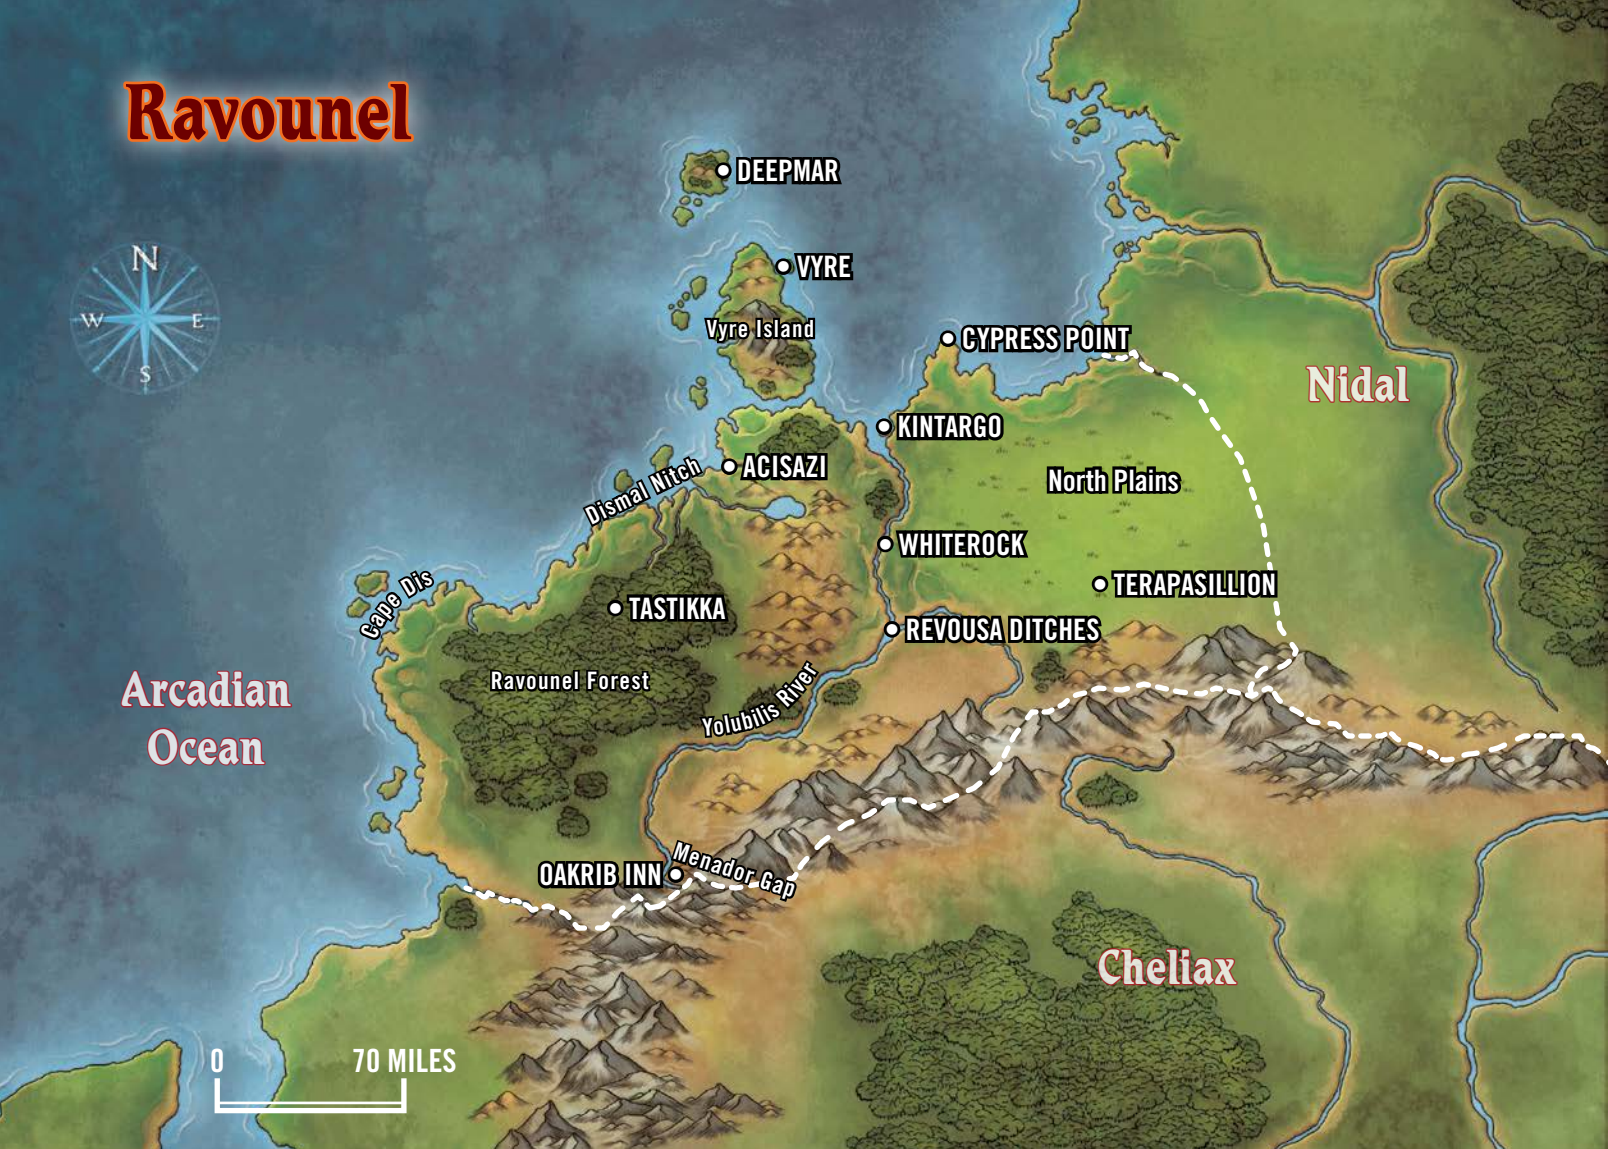 Ravounel
DEEPMAR
N
VYRE
W
E
Vyre Island
CYPRESS POINT
S
Nidal
KINTARGO
ACISAZI
North Plains
Dismal Nitch
WHITEROCK
Cape Dis
TERAPASILLION
TASTIKKA
REVOUSA DITCHES
Ravounel Forest
Yolubilis River
Arcadian
Ocean
OAKRIB INN
Menador Gap
Cheliax
0
70 MILES